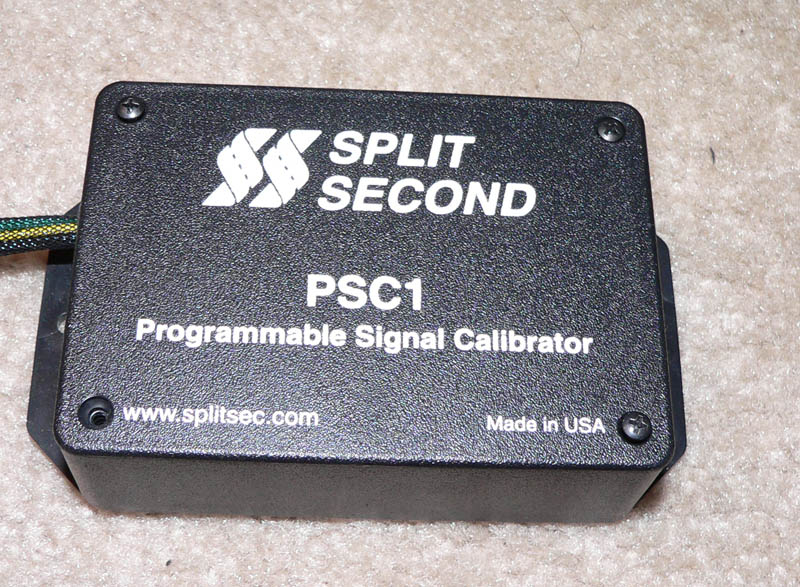 SPLIT
SECOND
PSC1
Programmable Signal Calibrator
www.splitsec.com
Made in USA